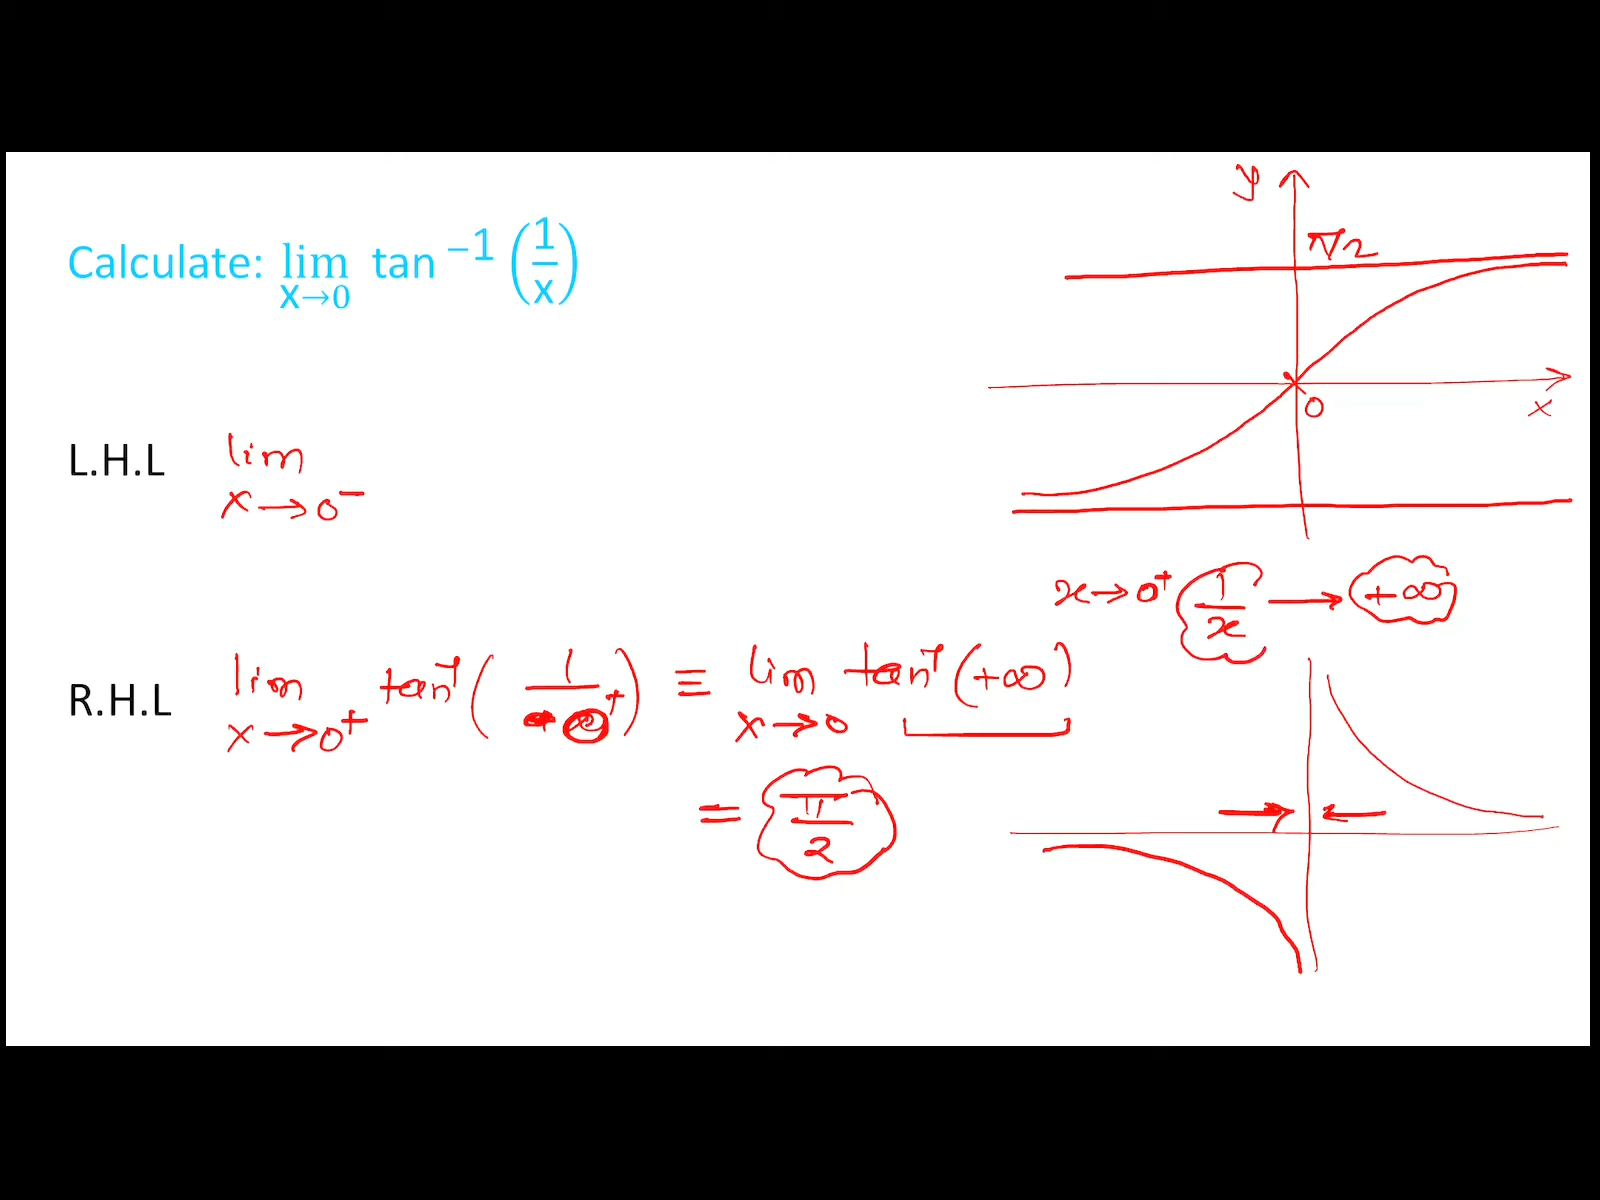 Calculate: lim x→0 tan⁻¹(1/x)
y
π/2
0
x
L.H.L lim x→0⁻
x→0⁺ 1/x → +∞
R.H.L lim x→0⁺ tan⁻¹(1/0⁺) ≡ lim x→0 tan⁻¹(+∞)
= π/2